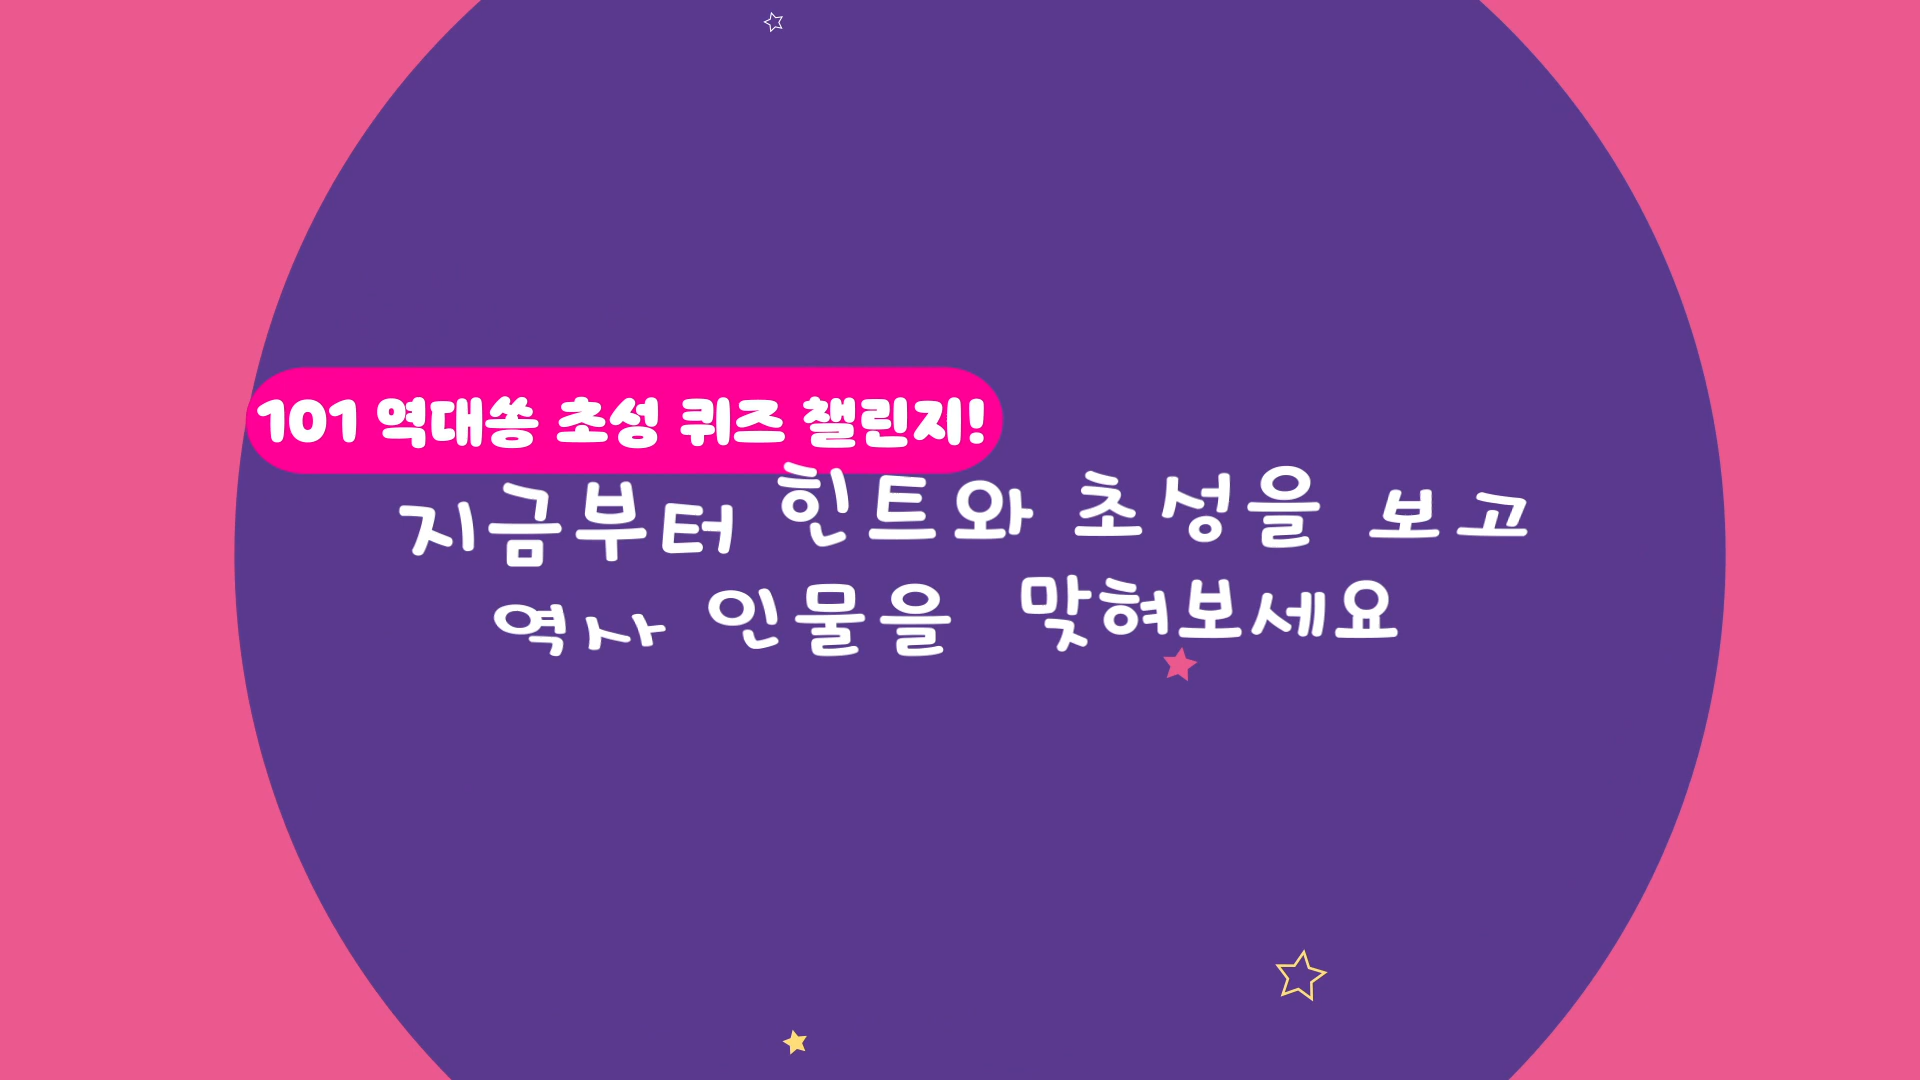 101 역대쏭 초성 퀴즈 챌린지!
지금부터 힌트와 초성을 보고
역사 인물을 맞혀보세요